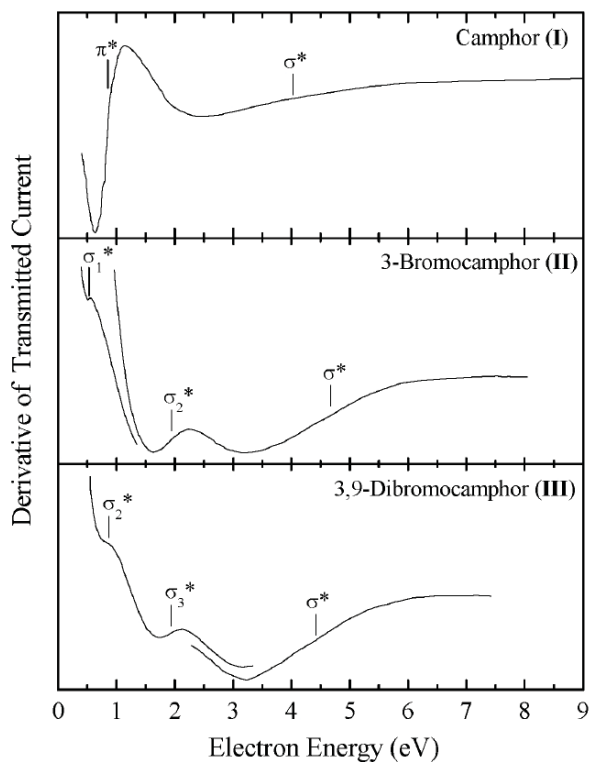 Camphor (I)
π*
σ*
3-Bromocamphor (II)
σ₁*
σ₂*
σ*
3,9-Dibromocamphor (III)
σ₂*
σ₃*
σ*
Derivative of Transmitted Current
0 1 2 3 4 5 6 7 8 9
Electron Energy (eV)